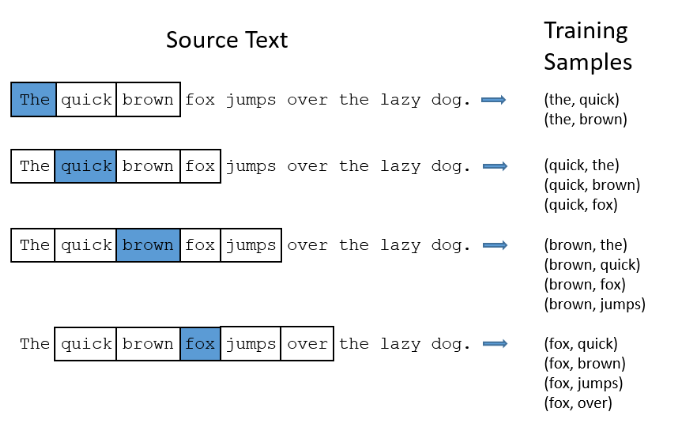 Source Text
Training
Samples
The quick brown fox jumps over the lazy dog.
(the, quick)
(the, brown)
The quick brown fox jumps over the lazy dog.
(quick, the)
(quick, brown)
(quick, fox)
The quick brown fox jumps over the lazy dog.
(brown, the)
(brown, quick)
(brown, fox)
(brown, jumps)
The quick brown fox jumps over the lazy dog.
(fox, quick)
(fox, brown)
(fox, jumps)
(fox, over)